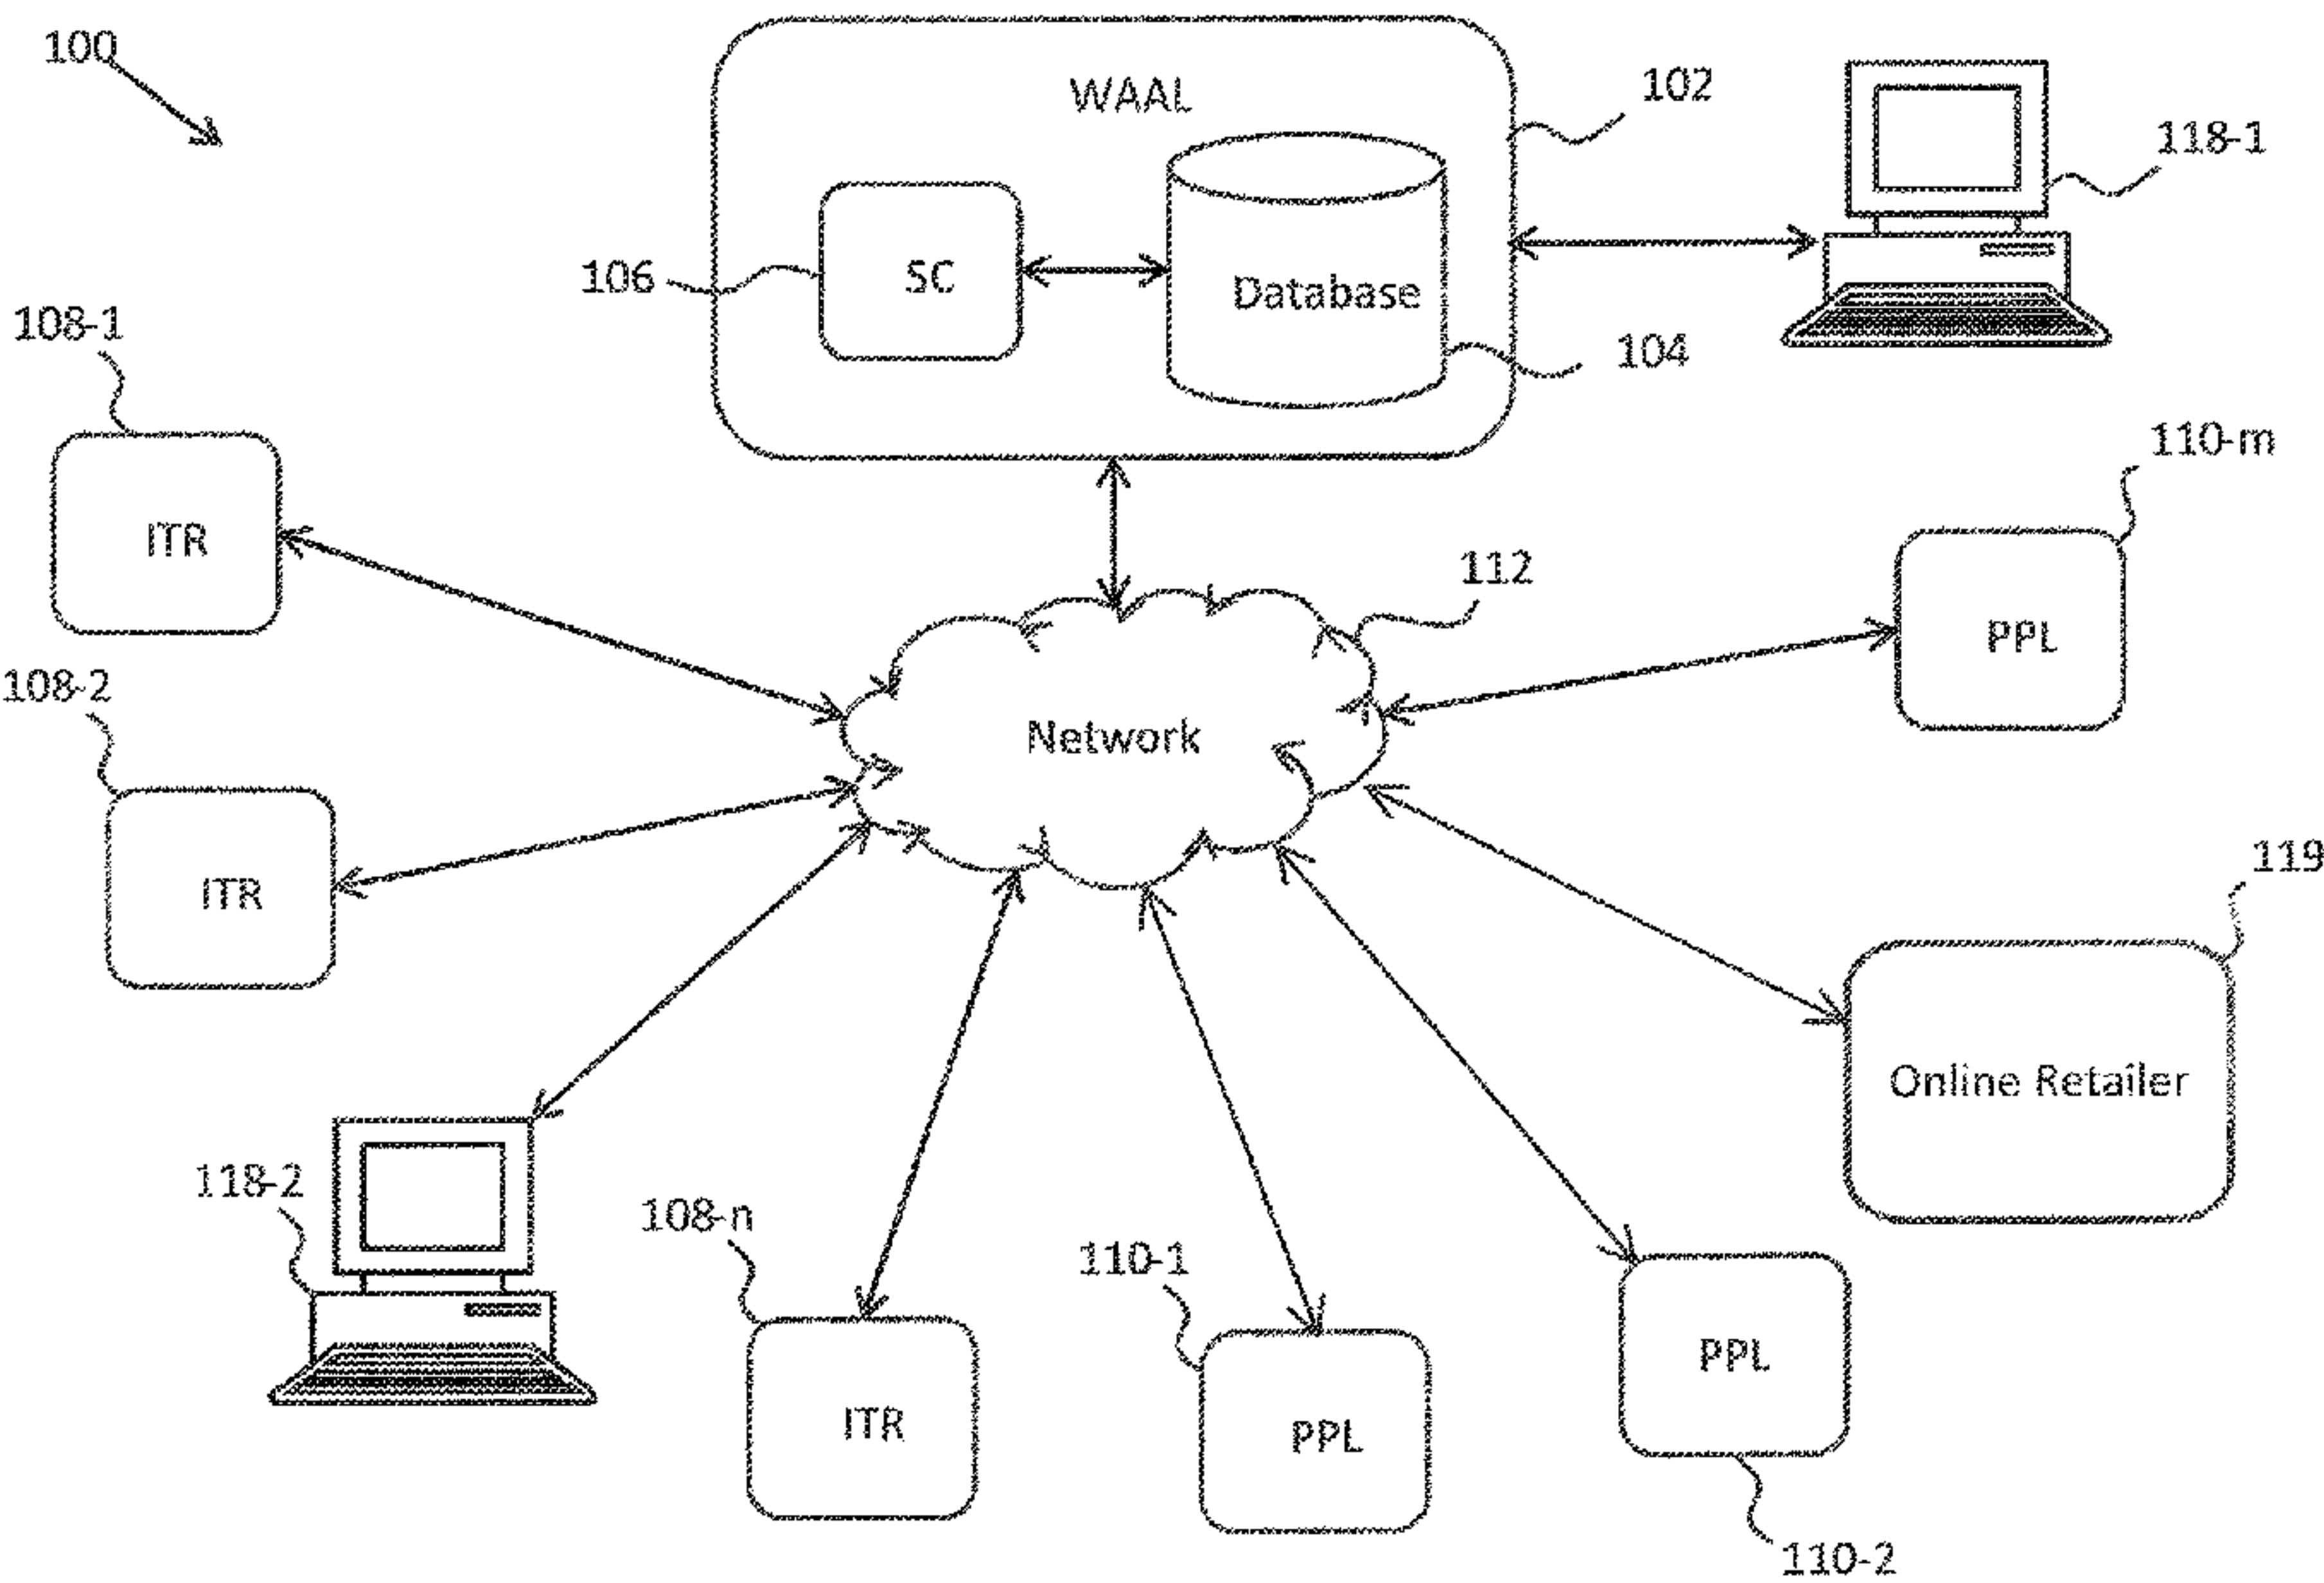 100
WAAL
102
118-1
106
SC
Database
104
108-1
ITR
110-m
PPL
112
108-2
Network
ITR
119
Online Retailer
118-2
108-n
110-1
ITR
PPL
PPL
110-2